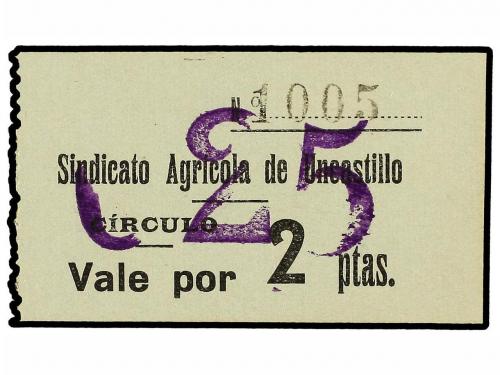 Nº 1005
Sindicato Agrícola de Uncastillo
25
CÍRCULO
Vale por 2 ptas.